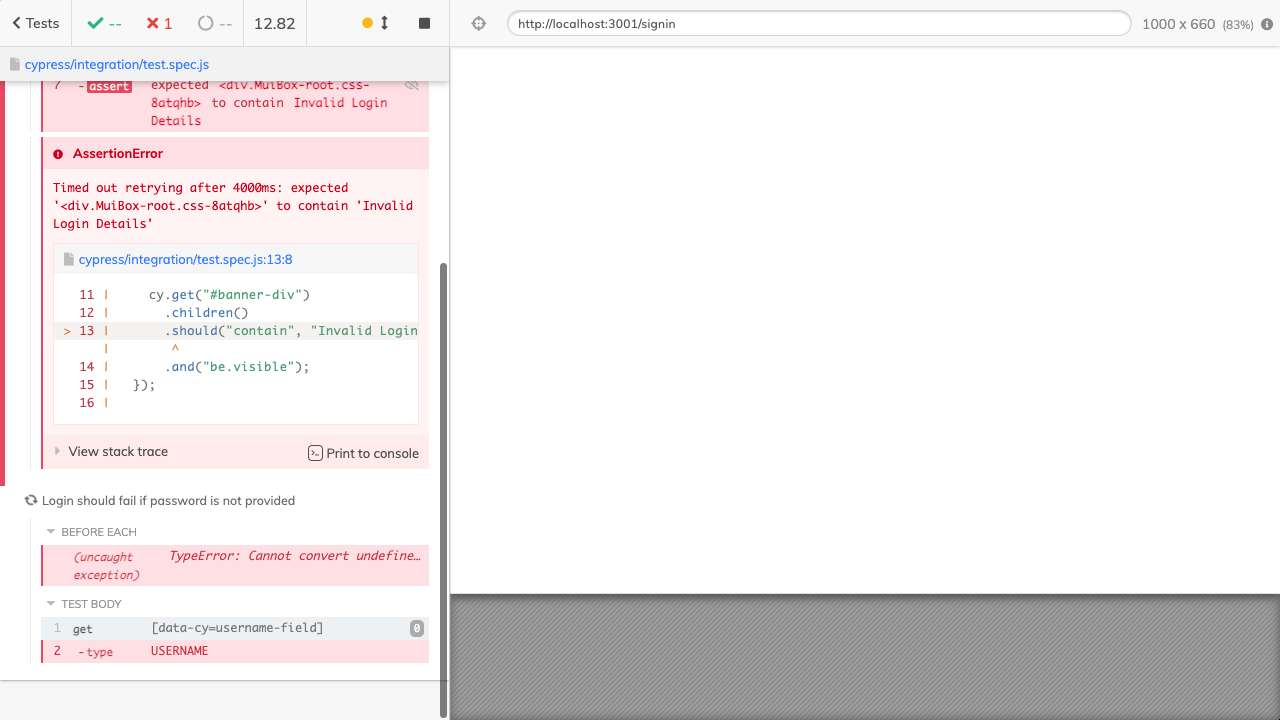 Tests
--
1
--
12.82
http://localhost:3001/signin
1000 x 660 (83%)
cypress/integration/test.spec.js
7 -assert expected <div.MuiBox-root.css-
8atqhb> to contain Invalid Login
Details
AssertionError
Timed out retrying after 4000ms: expected
'<div.MuiBox-root.css-8atqhb>' to contain 'Invalid
Login Details'
cypress/integration/test.spec.js:13:8
11 | cy.get("#banner-div")
12 | .children()
> 13 | .should("contain", "Invalid Login
| ^
14 | .and("be.visible");
15 | });
16 |
View stack trace
Print to console
Login should fail if password is not provided
BEFORE EACH
(uncaught TypeError: Cannot convert undefine…
exception)
TEST BODY
1 get [data-cy=username-field] 0
2 -type USERNAME